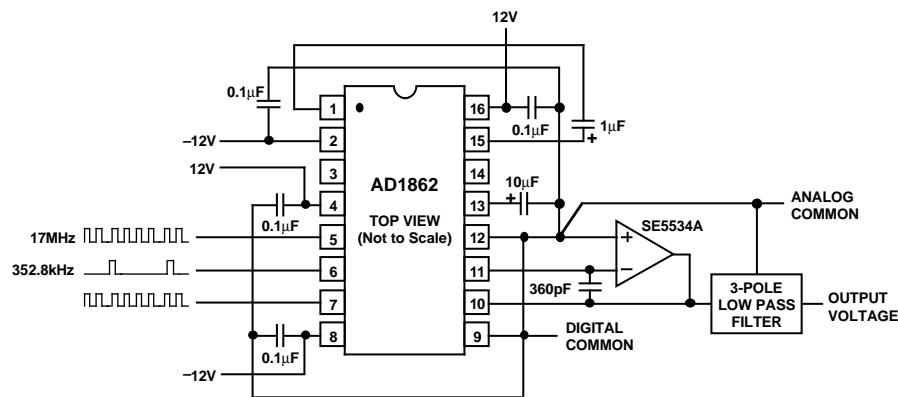 12V
0.1µF
1
16
0.1µF
1µF
+
–12V
2
15
12V
3
14
AD1862
10µF
+
4
13
ANALOG
COMMON
0.1µF
TOP VIEW
(Not to Scale)
SE5534A
17MHz
5
12
+
352.8kHz
6
11
–
360pF
3-POLE
LOW PASS
FILTER
OUTPUT
VOLTAGE
7
10
0.1µF
8
9
DIGITAL
COMMON
–12V